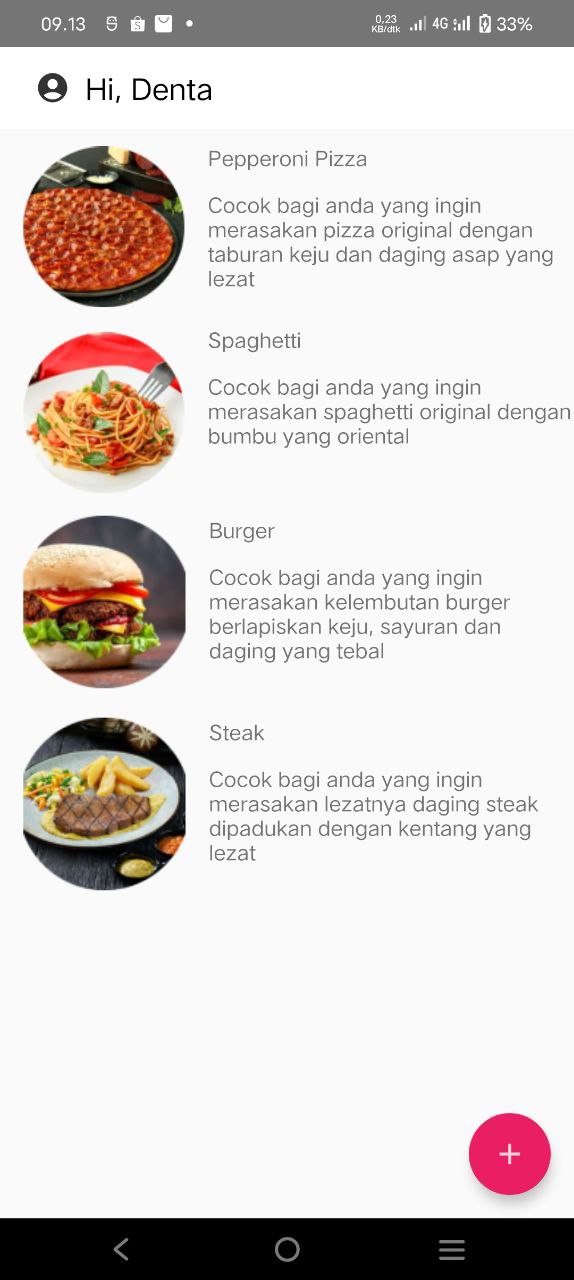 09.13
0,23
KB/dtk
4G
33%
Hi, Denta
Pepperoni Pizza
Cocok bagi anda yang ingin
merasakan pizza original dengan
taburan keju dan daging asap yang
lezat
Spaghetti
Cocok bagi anda yang ingin
merasakan spaghetti original dengan
bumbu yang oriental
Burger
Cocok bagi anda yang ingin
merasakan kelembutan burger
berlapiskan keju, sayuran dan
daging yang tebal
Steak
Cocok bagi anda yang ingin
merasakan lezatnya daging steak
dipadukan dengan kentang yang
lezat
+